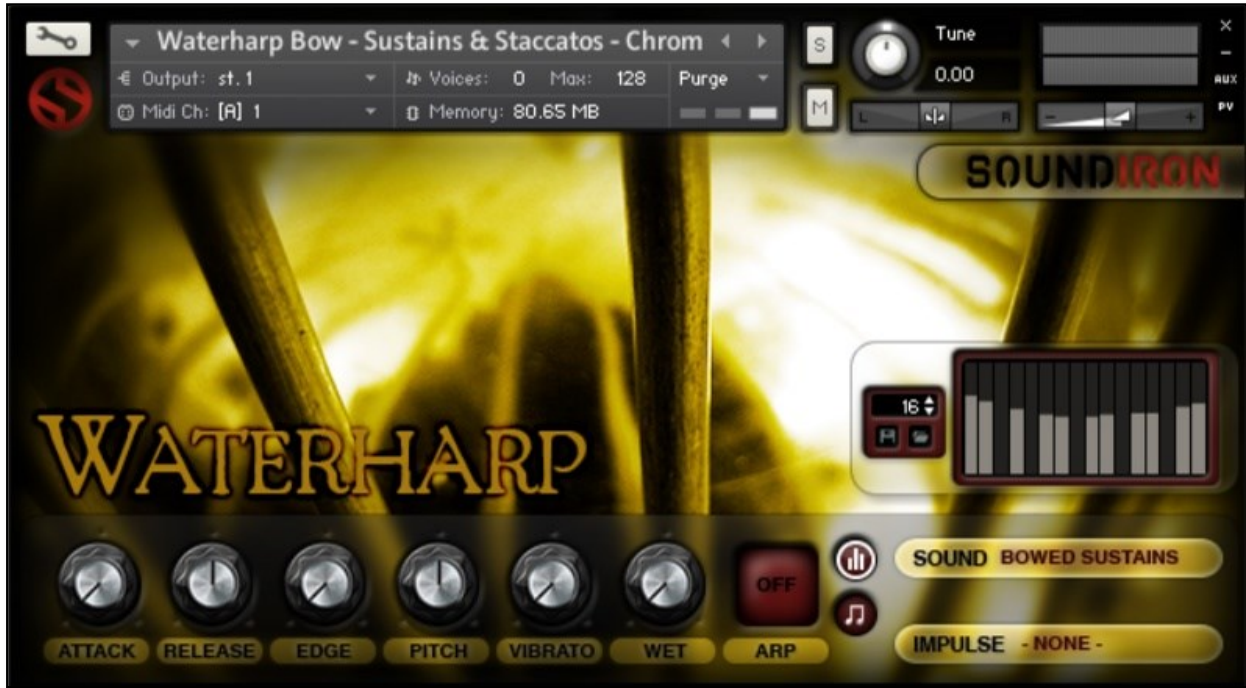 Waterharp Bow - Sustains & Staccatos - Chrom
S
Tune
×
Output: st. 1
Voices: 0 Max: 128
Purge
0.00
AUX
Midi Ch: [A] 1
Memory: 80.65 MB
M
L
R
-
+
PV
SOUNDIRON
16
WATERHARP
OFF
SOUND BOWED SUSTAINS
ATTACK RELEASE EDGE PITCH VIBRATO WET ARP
IMPULSE - NONE -